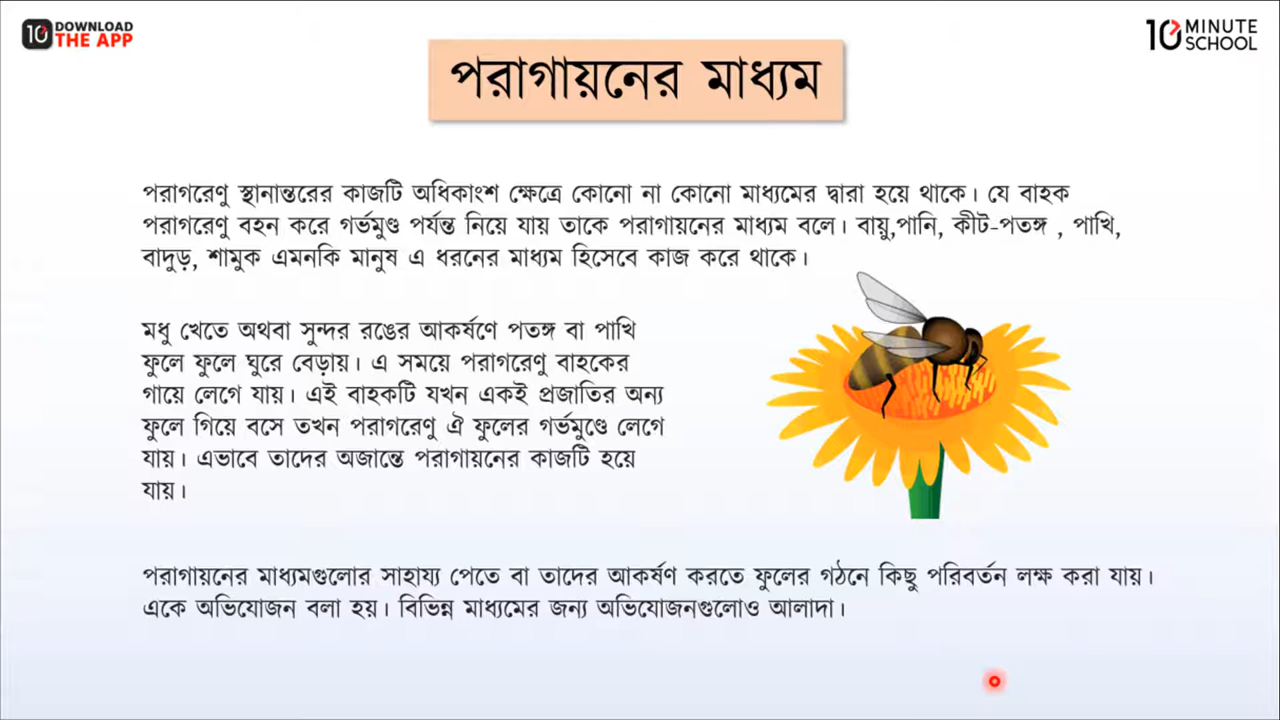 DOWNLOAD
THE APP
10 MINUTE
SCHOOL
পরাগায়নের মাধ্যম
পরাগরেণু স্থানান্তরের কাজটি অধিকাংশ ক্ষেত্রে কোনো না কোনো মাধ্যমের দ্বারা হয়ে থাকে। যে বাহক
পরাগরেণু বহন করে গর্ভমুণ্ড পর্যন্ত নিয়ে যায় তাকে পরাগায়নের মাধ্যম বলে। বায়ু,পানি, কীট-পতঙ্গ , পাখি,
বাদুড়, শামুক এমনকি মানুষ এ ধরনের মাধ্যম হিসেবে কাজ করে থাকে।
মধু খেতে অথবা সুন্দর রঙের আকর্ষণে পতঙ্গ বা পাখি
ফুলে ফুলে ঘুরে বেড়ায়। এ সময়ে পরাগরেণু বাহকের
গায়ে লেগে যায়। এই বাহকটি যখন একই প্রজাতির অন্য
ফুলে গিয়ে বসে তখন পরাগরেণু ঐ ফুলের গর্ভমুণ্ডে লেগে
যায়। এভাবে তাদের অজান্তে পরাগায়নের কাজটি হয়ে
যায়।
পরাগায়নের মাধ্যমগুলোর সাহায্য পেতে বা তাদের আকর্ষণ করতে ফুলের গঠনে কিছু পরিবর্তন লক্ষ করা যায়।
একে অভিযোজন বলা হয়। বিভিন্ন মাধ্যমের জন্য অভিযোজনগুলোও আলাদা।